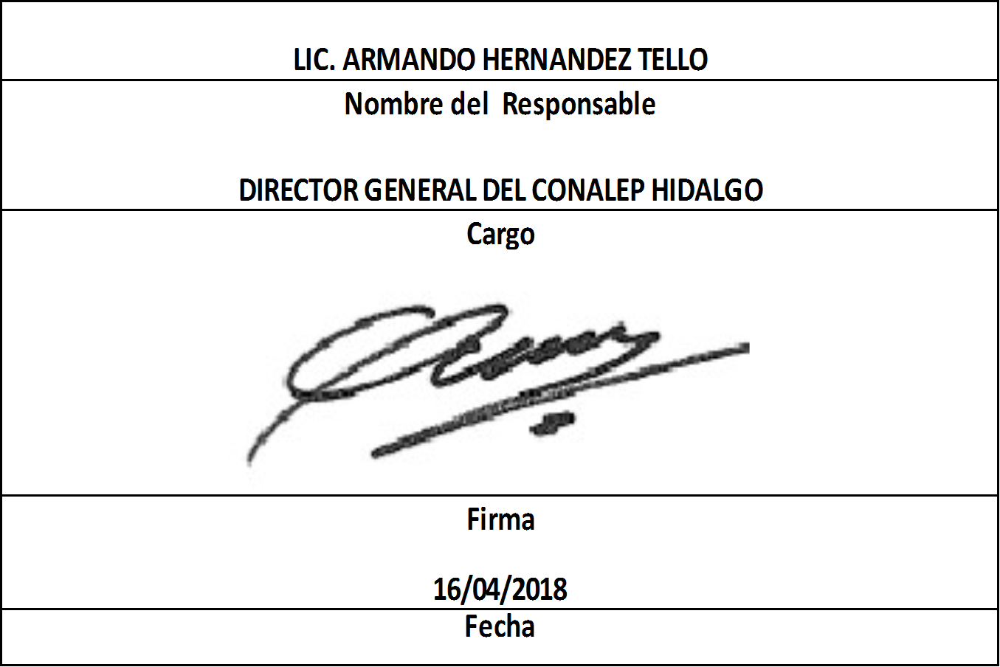 LIC. ARMANDO HERNANDEZ TELLO
Nombre del  Responsable
DIRECTOR GENERAL DEL CONALEP HIDALGO
Cargo
Firma
16/04/2018
Fecha